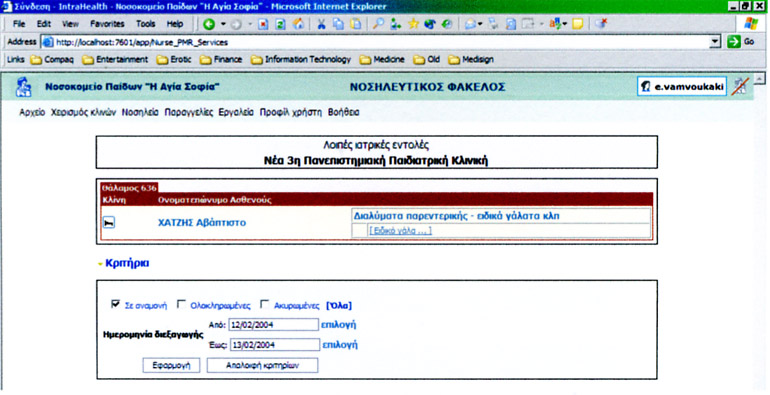 Σύνδεση - IntraHealth - Νοσοκομείο Παίδων "Η Αγία Σοφία" - Microsoft Internet Explorer
File Edit View Favorites Tools Help
Address http://localhost:7601/app/Nurse_PMR_Services Go
Links Compaq Entertainment Erotic Finance Information Technology Medicine Old Medisign
Νοσοκομείο Παίδων "Η Αγία Σοφία" ΝΟΣΗΛΕΥΤΙΚΟΣ ΦΑΚΕΛΟΣ e.vamvoukaki
Αρχείο Χερισμός κλινών Νοσηλεία Παραγγελίες Εργαλεία Προφίλ χρήστη Βοήθεια
Λοιπές ιατρικές εντολές
Νέα 3η Πανεπιστημιακή Παιδιατρική Κλινική
Θάλαμος 636
Κλίνη Ονοματεπώνυμο Ασθενούς
ΧΑΤΖΗΣ Αβάπτιστο Διαλύματα παρεντερικής - ειδικά γάλατα κλπ
[Ειδικό γάλα ... ]
Κριτήρια
Σε αναμονή Ολοκληρωμένες Ακυρωμένες [Όλα]
Ημερομηνία διεξαγωγής Από: 12/02/2004 επιλογή
Έως: 13/02/2004 επιλογή
Εφαρμογή Απαλοιφή κριτηρίων